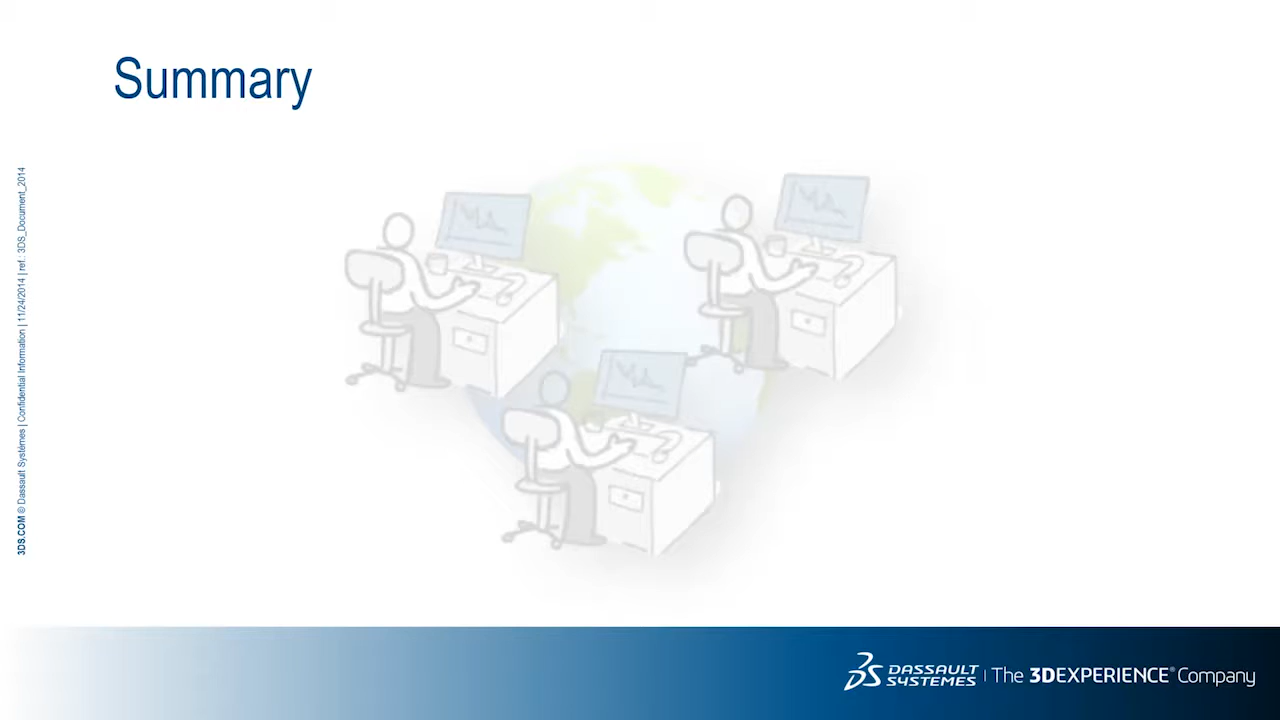 Summary
3DS.COM © Dassault Systèmes | Confidential Information | 11/24/2014 | ref.: 3DS_Document_2014
DASSAULT SYSTEMES | The 3DEXPERIENCE® Company